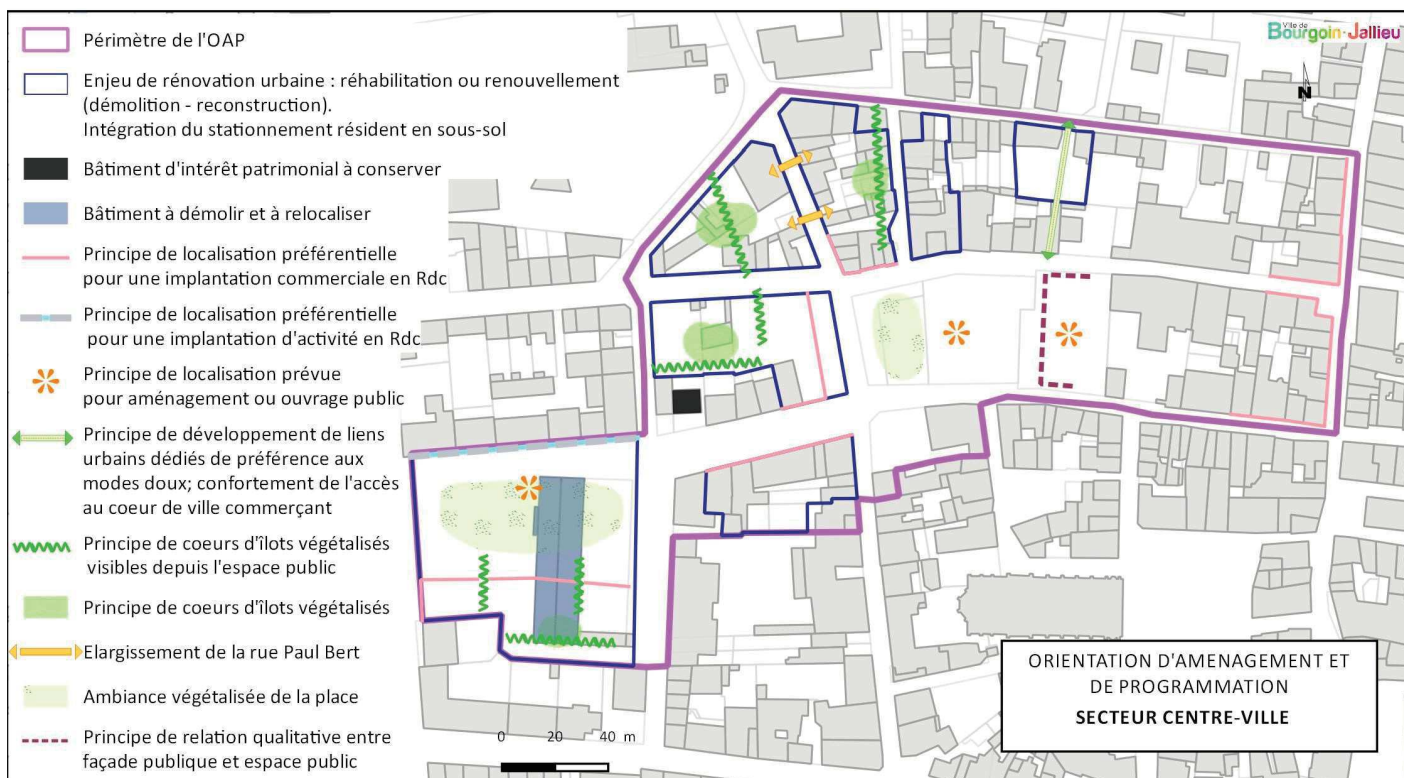 Périmètre de l'OAP
Enjeu de rénovation urbaine : réhabilitation ou renouvellement
(démolition - reconstruction).
Intégration du stationnement résident en sous-sol
Bâtiment d'intérêt patrimonial à conserver
Bâtiment à démolir et à relocaliser
Principe de localisation préférentielle
pour une implantation commerciale en Rdc
Principe de localisation préférentielle
pour une implantation d'activité en Rdc
Principe de localisation prévue
pour aménagement ou ouvrage public
Principe de développement de liens
urbains dédiés de préférence aux
modes doux; confortement de l'accès
au coeur de ville commerçant
Principe de coeurs d'îlots végétalisés
visibles depuis l'espace public
Principe de coeurs d'îlots végétalisés
Elargissement de la rue Paul Bert
Ambiance végétalisée de la place
Principe de relation qualitative entre
façade publique et espace public
Ville de
Bourgoin-Jallieu
N
0 20 40 m
ORIENTATION D'AMENAGEMENT ET
DE PROGRAMMATION
SECTEUR CENTRE-VILLE